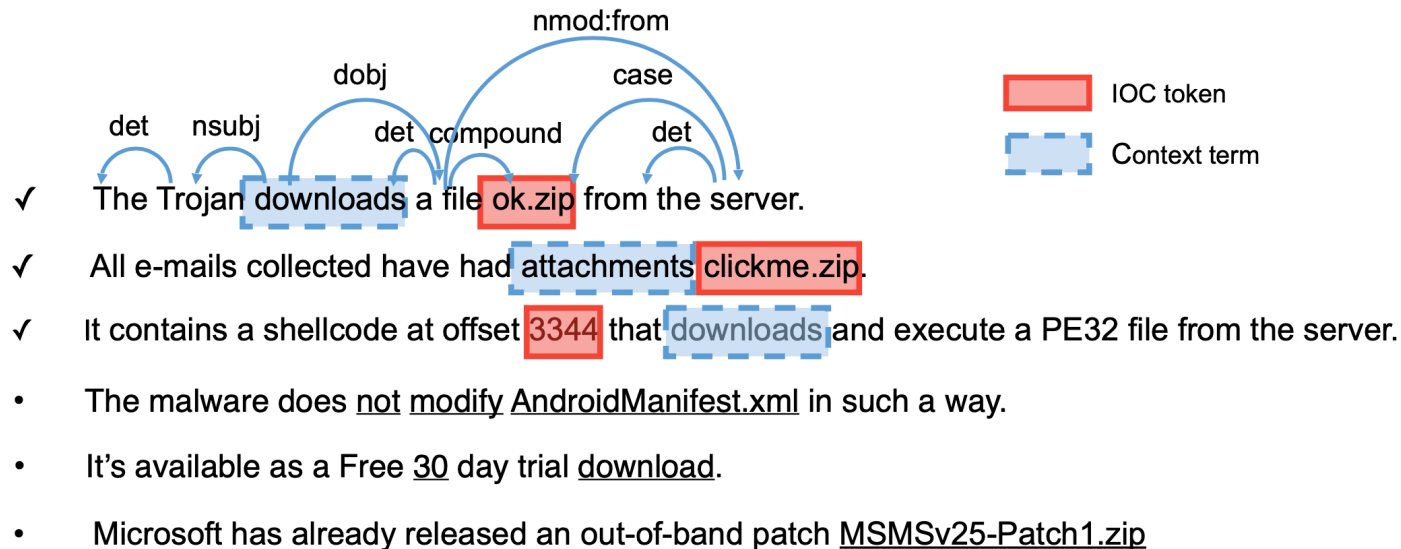 nmod:from
dobj case
det nsubj det compound det
IOC token
Context term
✓ The Trojan downloads a file ok.zip from the server.
✓ All e-mails collected have had attachments clickme.zip.
✓ It contains a shellcode at offset 3344 that downloads and execute a PE32 file from the server.
• The malware does not modify AndroidManifest.xml in such a way.
• It’s available as a Free 30 day trial download.
• Microsoft has already released an out-of-band patch MSMSv25-Patch1.zip